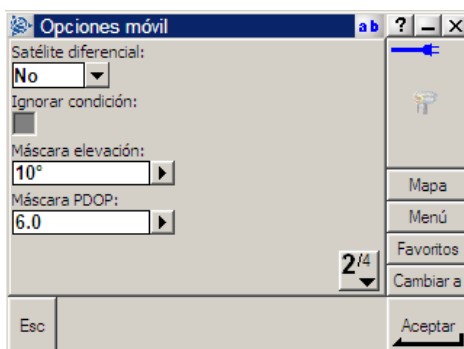 Opciones móvil
ab
?
Satélite diferencial:
No
Ignorar condición:
Máscara elevación:
10°
Máscara PDOP:
6.0
2/4
Mapa
Menú
Favoritos
Cambiar a
Esc
Aceptar